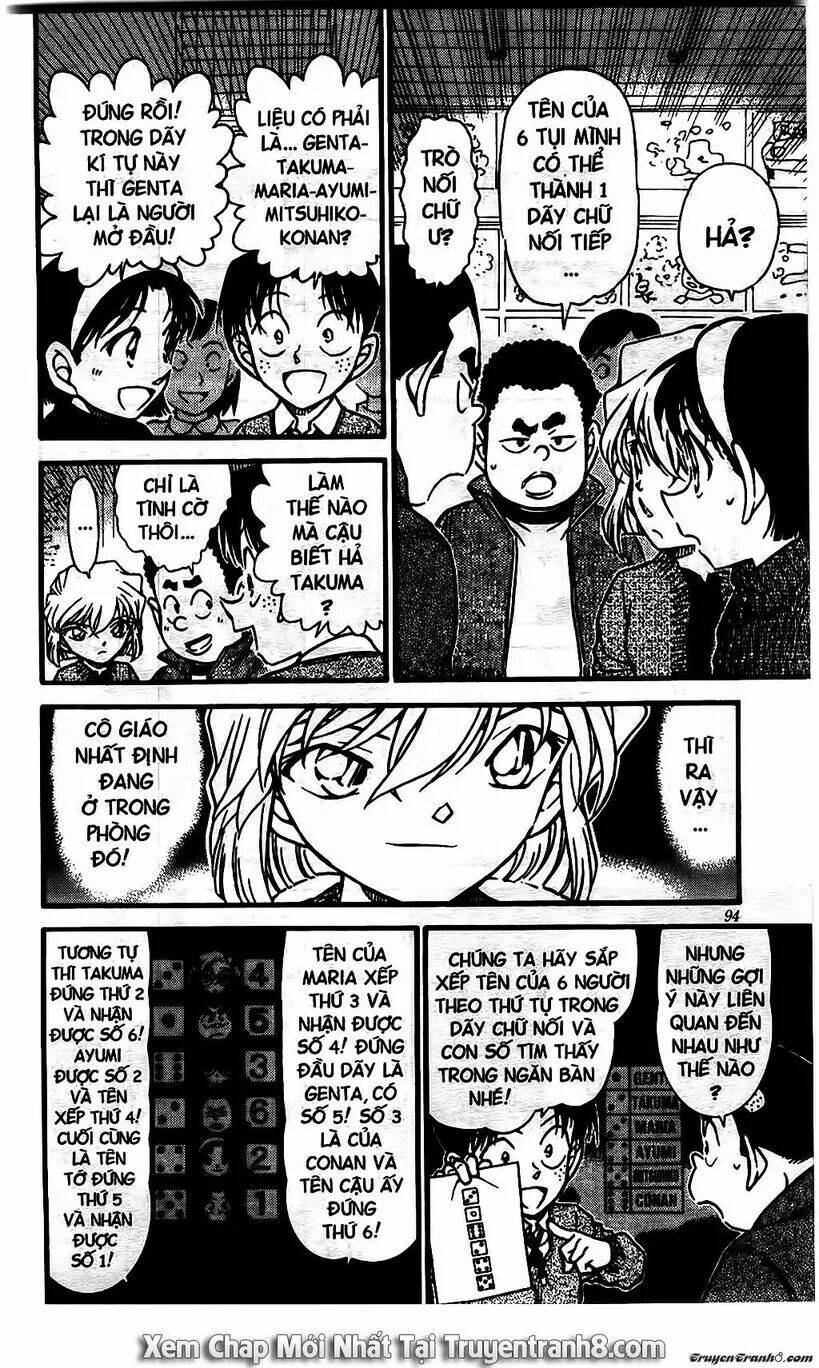 HẢ?
TÊN CỦA
6 TỤI MÌNH
CÓ THỂ
THÀNH 1
DÃY CHỮ
NỐI TIẾP
...
TRÒ
NỐI
CHỮ
Ư?
LIỆU CÓ PHẢI
LÀ... GENTA-
TAKUMA-
MARIA-AYUMI-
MITSUHIKO-
KONAN?
ĐÚNG RỒI!
TRONG DÃY
KÍ TỰ NÀY
THÌ GENTA
LẠI LÀ NGƯỜI
MỞ ĐẦU!
LÀM
THẾ NÀO
MÀ CẬU
BIẾT HẢ
TAKUMA
?
CHỈ LÀ
TÌNH CỜ
THÔI...
...
THÌ
RA
VẬY
...
CÔ GIÁO
NHẤT ĐỊNH
ĐANG
Ở TRONG
PHÒNG
ĐÓ!
94
NHƯNG
NHỮNG GỢI
Ý NÀY LIÊN
QUAN ĐẾN
NHAU NHƯ
THẾ NÀO
?
CHÚNG TA HÃY SẮP
XẾP TÊN CỦA 6 NGƯỜI
THEO THỨ TỰ TRONG
DÃY CHỮ NỐI VÀ
CON SỐ TÌM THẤY
TRONG NGĂN BÀN
NHÉ!
GENTA
TAKUMA
MARIA
AYUMI
MITSUHIKO
CONAN
TÊN CỦA
MARIA XẾP
THỨ 3 VÀ
NHẬN ĐƯỢC
SỐ 4! ĐỨNG
ĐẦU DÃY LÀ
GENTA, CÓ
SỐ 5! SỐ 3
LÀ CỦA
CONAN VÀ
TÊN CẬU ẤY
ĐỨNG
THỨ 6!
4
5
3
6
2
1
TƯƠNG TỰ
THÌ TAKUMA
ĐỨNG THỨ 2
VÀ NHẬN
ĐƯỢC SỐ 6!
AYUMI
ĐƯỢC SỐ 2
VÀ TÊN
XẾP THỨ 4!
CUỐI CÙNG
LÀ TÊN
TỚ ĐỨNG
THỨ 5
VÀ NHẬN
ĐƯỢC
SỐ 1!
Xem Chap Mới Nhất Tại Truyentranh8.com
TruyenTranh8.com